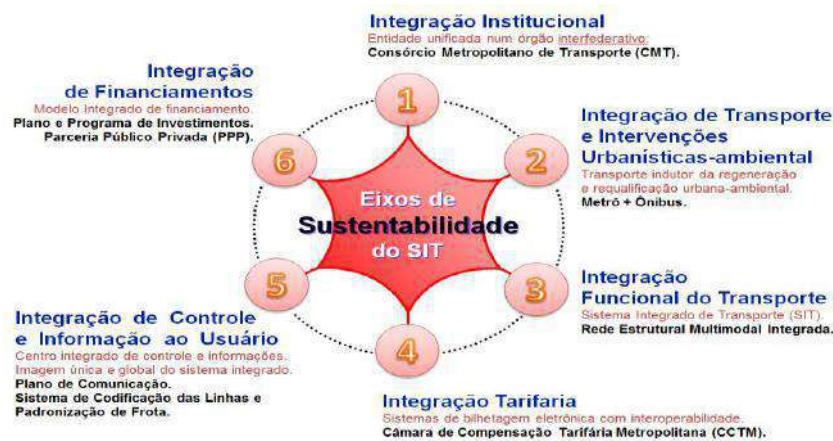 Integração Institucional
Entidade unificada num órgão interfederativo.
Consórcio Metropolitano de Transporte (CMT).
1
Integração de Transporte
e Intervenções
Urbanísticas-ambiental
Transporte indutor da regeneração
e requalificação urbana-ambiental.
Metrô + Ônibus.
2
Integração
Funcional do Transporte
Sistema Integrado de Transporte (SIT).
Rede Estrutural Multimodal Integrada.
3
Integração Tarifaria
Sistemas de bilhetagem eletrônica com interoperabilidade.
Câmara de Compensação Tarifária Metropolitana (CCTM).
4
Integração de Controle
e Informação ao Usuário
Centro integrado de controle e informações.
Imagem única e global do sistema integrado.
Plano de Comunicação.
Sistema de Codificação das Linhas e
Padronização de Frota.
5
Integração
de Financiamentos
Modelo Integrado de financiamento.
Plano e Programa de Investimentos.
Parceria Público Privada (PPP).
6
Eixos de
Sustentabilidade
do SIT